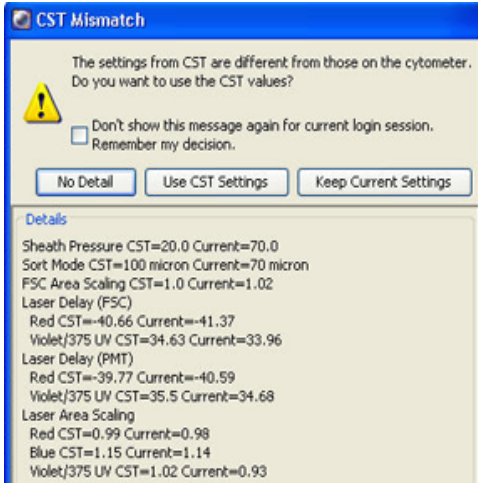 CST Mismatch
The settings from CST are different from those on the cytometer.
Do you want to use the CST values?
Don't show this message again for current login session.
Remember my decision.
No Detail
Use CST Settings
Keep Current Settings
Details
Sheath Pressure CST=20.0 Current=70.0
Sort Mode CST=100 micron Current=70 micron
FSC Area Scaling CST=1.0 Current=1.02
Laser Delay (FSC)
Red CST=-40.66 Current=-41.37
Violet/375 UV CST=34.63 Current=33.96
Laser Delay (PMT)
Red CST=-39.77 Current=-40.59
Violet/375 UV CST=35.5 Current=34.68
Laser Area Scaling
Red CST=0.99 Current=0.98
Blue CST=1.15 Current=1.14
Violet/375 UV CST=1.02 Current=0.93